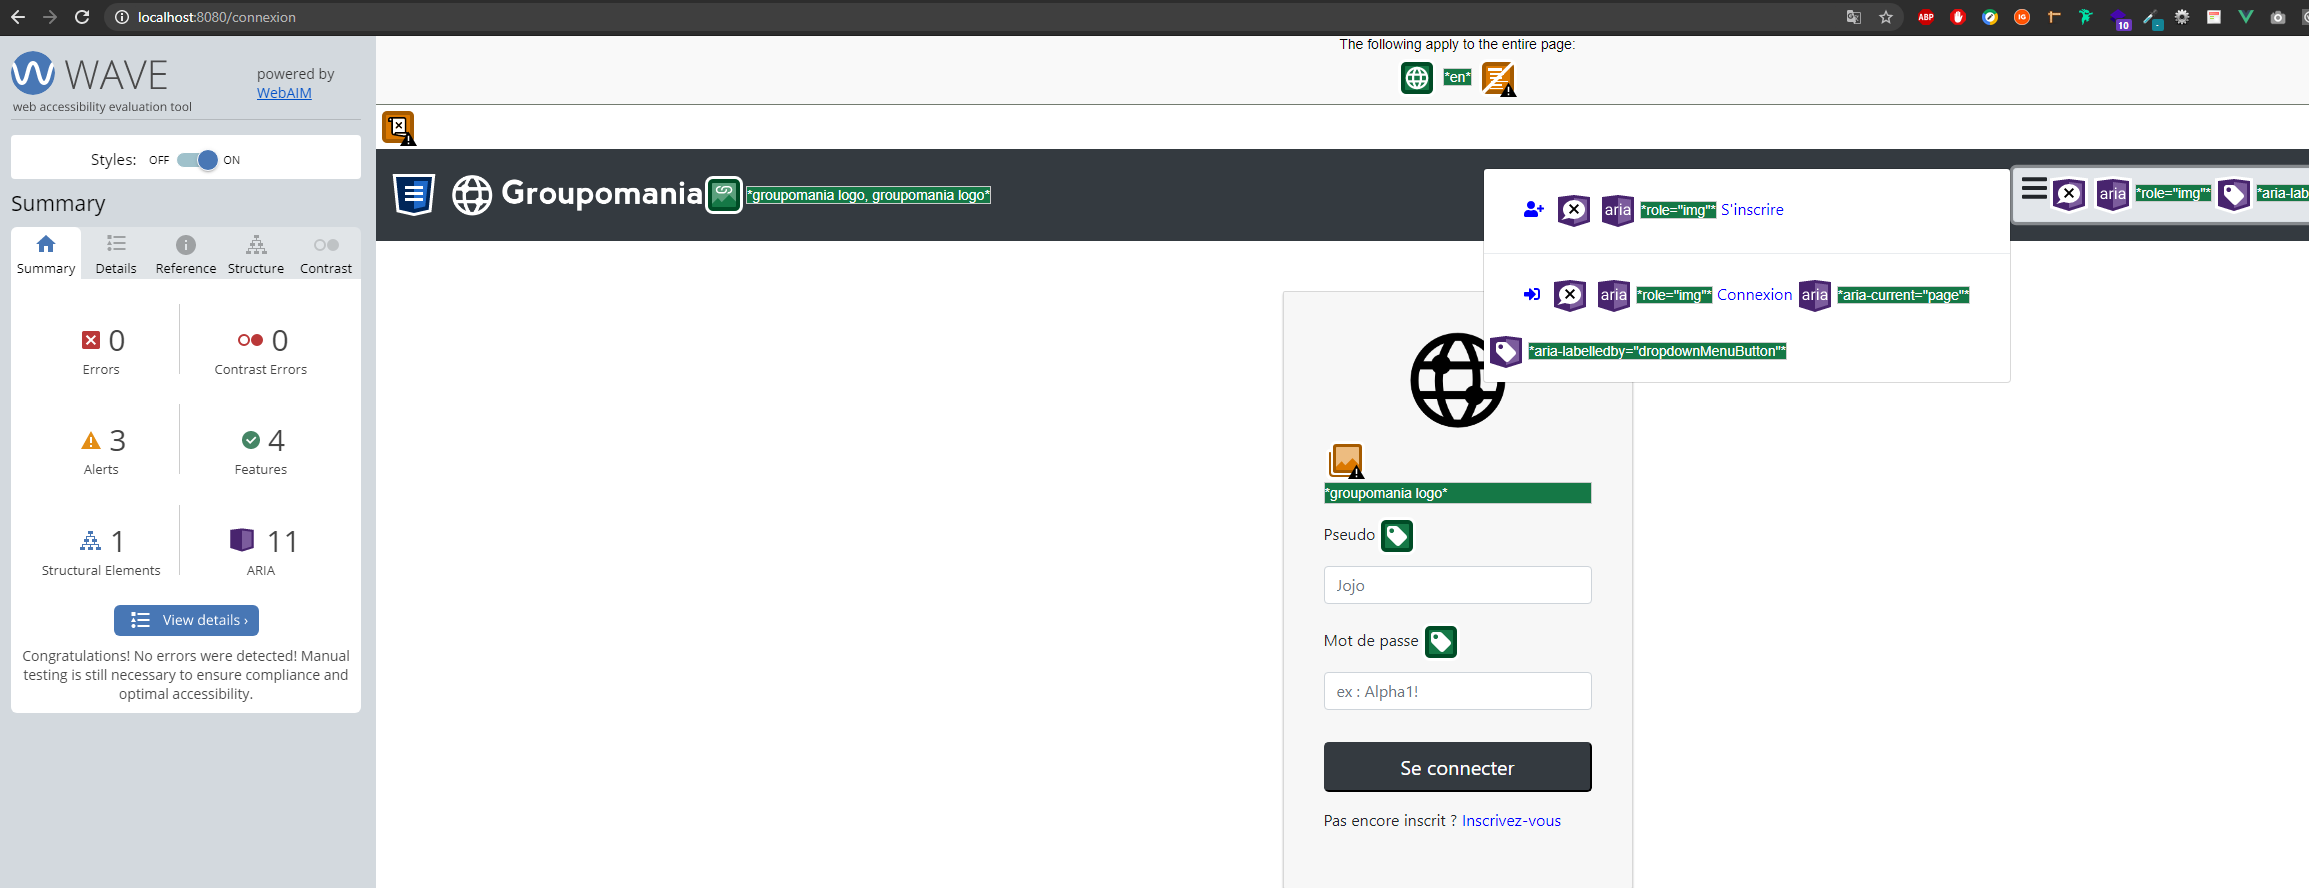 localhost:8080/connexion
ABP
IG
10
WAVE
powered by
WebAIM
web accessibility evaluation tool
Styles: OFF ON
Summary
Summary Details Reference Structure Contrast
0
Errors
0
Contrast Errors
3
Alerts
4
Features
1
Structural Elements
11
ARIA
View details ›
Congratulations! No errors were detected! Manual
testing is still necessary to ensure compliance and
optimal accessibility.
The following apply to the entire page:
*en*
Groupomania *groupomania logo, groupomania logo*
aria *role="img"* S'inscrire
aria *role="img"* Connexion aria *aria-current="page"*
*aria-labelledby="dropdownMenuButton"*
aria *role="img"* *aria-lab
*groupomania logo*
Pseudo
Jojo
Mot de passe
ex : Alpha1!
Se connecter
Pas encore inscrit ? Inscrivez-vous